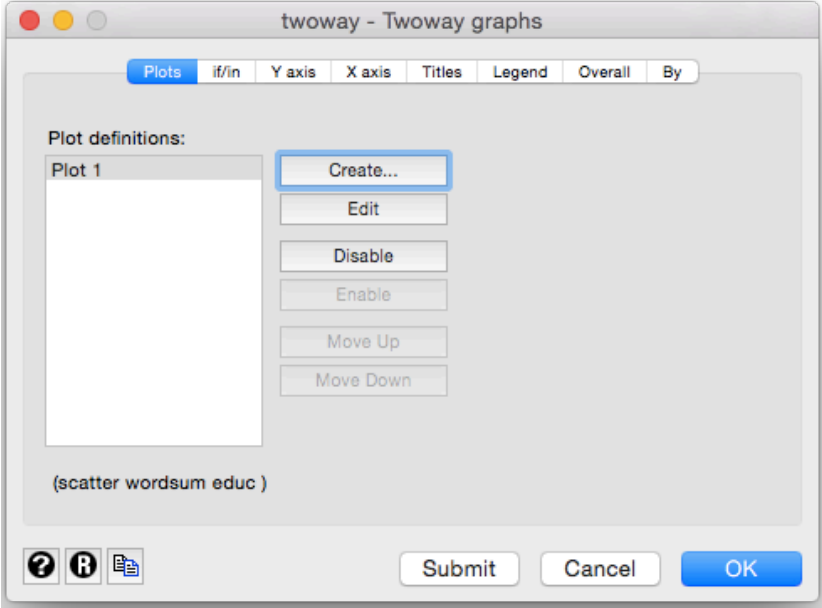 twoway - Twoway graphs
Plots if/in Y axis X axis Titles Legend Overall By
Plot definitions:
Plot 1
Create...
Edit
Disable
Enable
Move Up
Move Down
(scatter wordsum educ )
? R
Submit Cancel OK